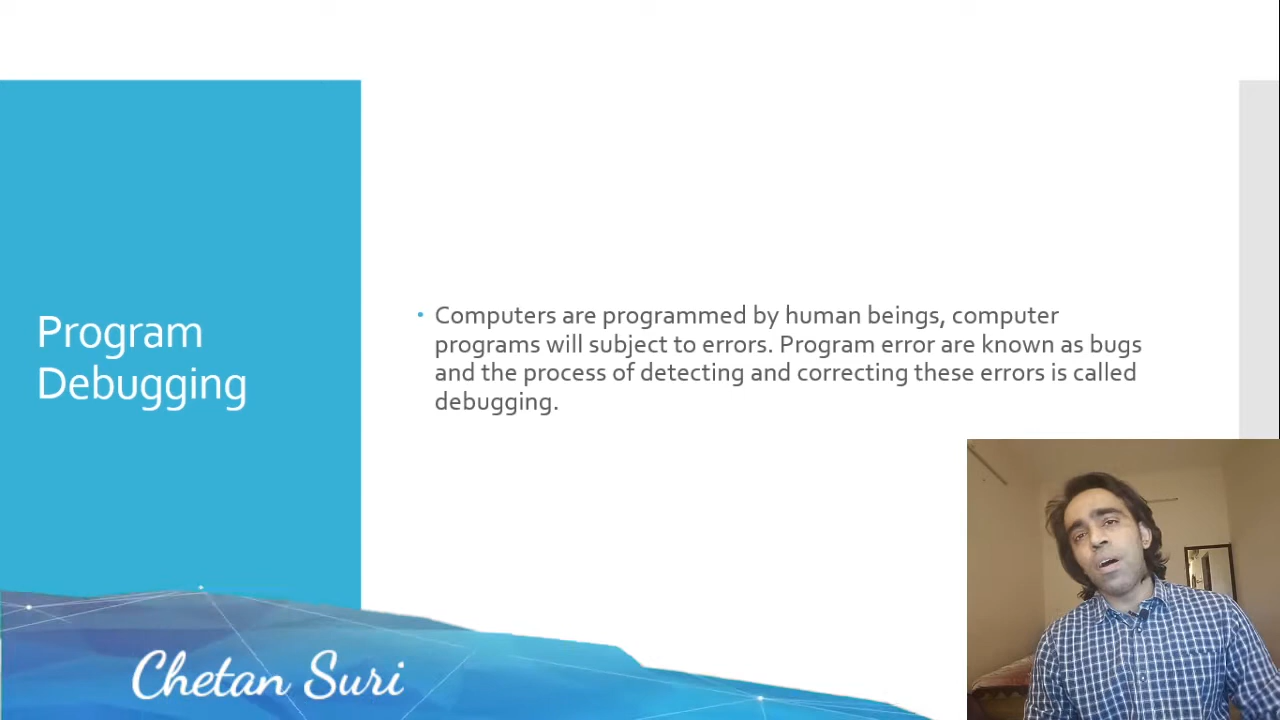 Program
Debugging
• Computers are programmed by human beings, computer
programs will subject to errors. Program error are known as bugs
and the process of detecting and correcting these errors is called
debugging.
Chetan Suri